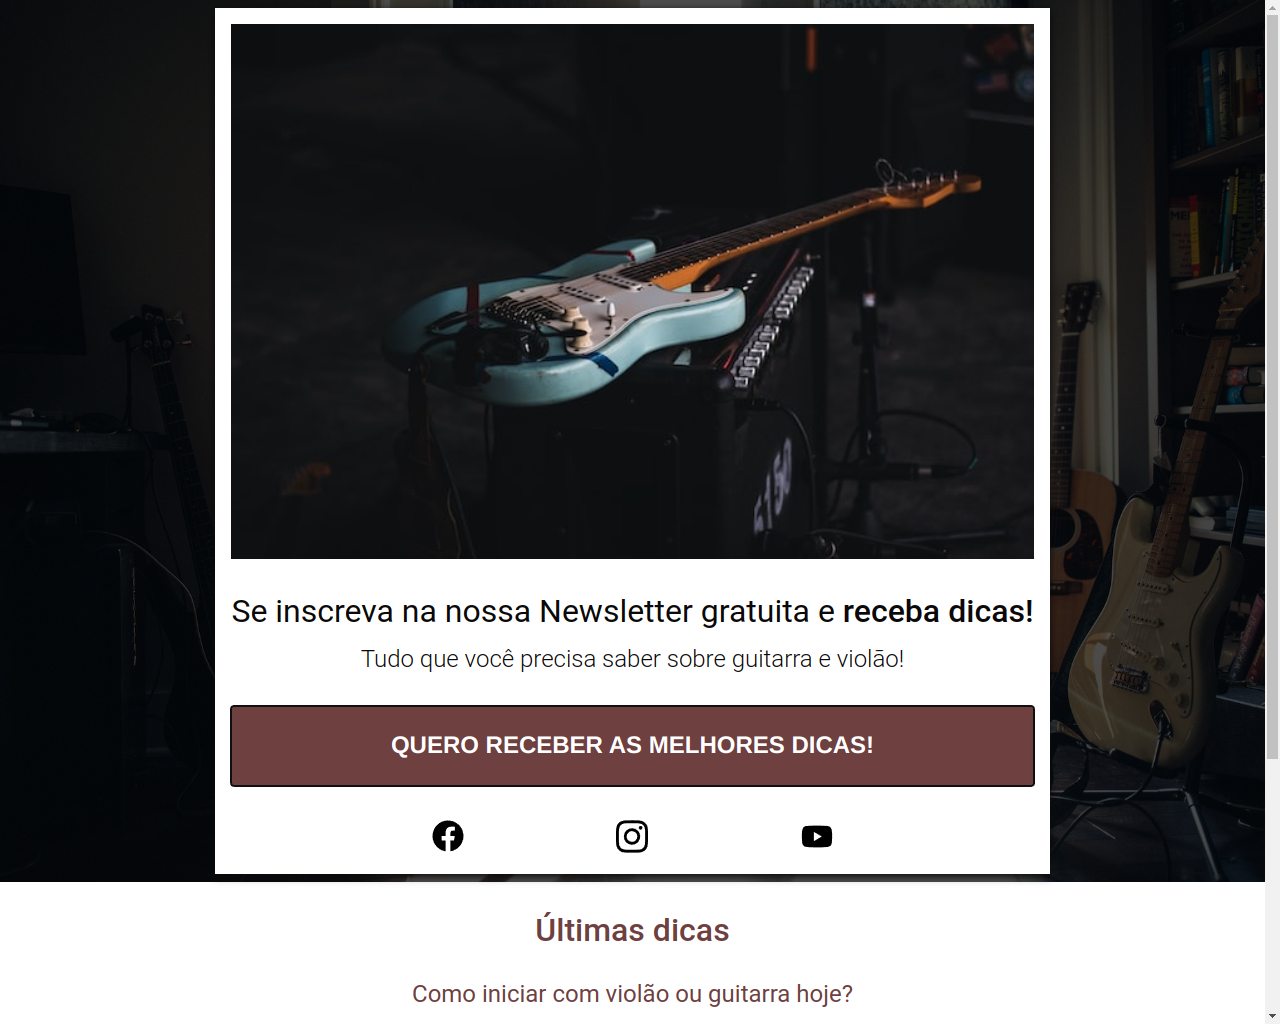 5150
Se inscreva na nossa Newsletter gratuita e receba dicas!
Tudo que você precisa saber sobre guitarra e violão!
QUERO RECEBER AS MELHORES DICAS!
Últimas dicas
Como iniciar com violão ou guitarra hoje?